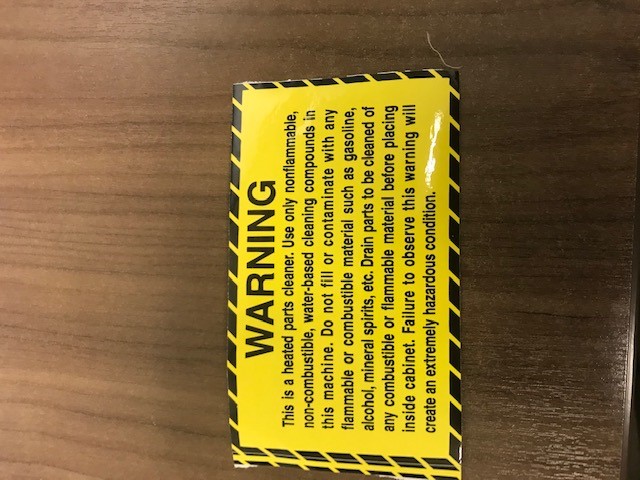 WARNING
This is a heated parts cleaner. Use only nonflammable,
non-combustible, water-based cleaning compounds in
this machine. Do not fill or contaminate with any
flammable or combustible material such as gasoline,
alcohol, mineral spirits, etc. Drain parts to be cleaned of
any combustible or flammable material before placing
inside cabinet. Failure to observe this warning will
create an extremely hazardous condition.